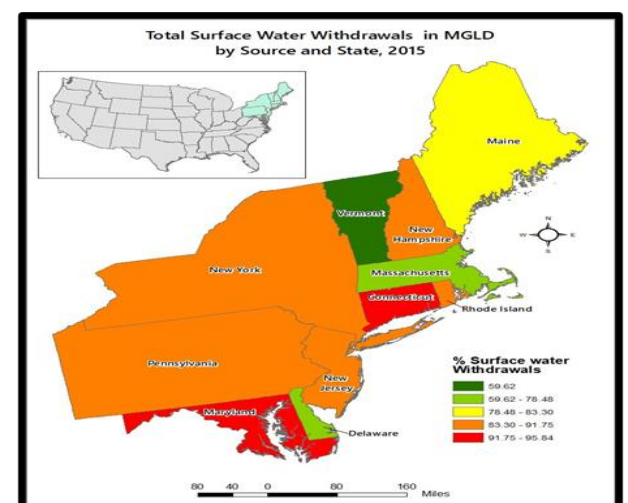 Total Surface Water Withdrawals in MGLD
by Source and State, 2015
Maine
Vermont
New
Hampshire
New York
Massachusetts
Connecticut
Rhode Island
Pennsylvania
New
Jersey
Maryland
Delaware
N
W
E
S
% Surface water
Withdrawals
59.62
59.62 - 78.48
78.48 - 83.30
83.30 - 91.75
91.75 - 95.84
80 40 0 80 160
Miles